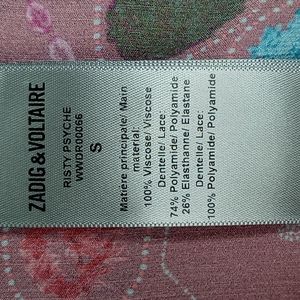 ZADIG & VOLTAIRE
RISTY PSYCHE
WWDR00066
S
Matière principale/ Main
material:
100% Viscose/ Viscose
Dentelle/ Lace:
74% Polyamide/ Polyamide
26% Elasthanne/ Elastane
Dentelle/ Lace:
100% Polyamide/ Polyamide